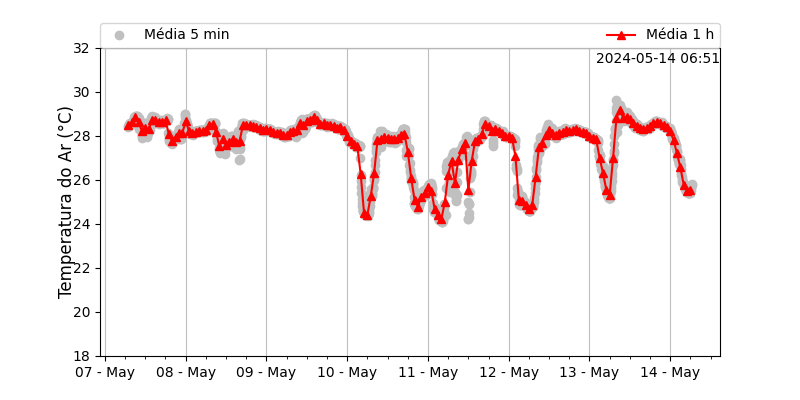 Média 5 min
Média 1 h
2024-05-14 06:51
Temperatura do Ar (°C)
32
30
28
26
24
22
20
18
07 - May
08 - May
09 - May
10 - May
11 - May
12 - May
13 - May
14 - May